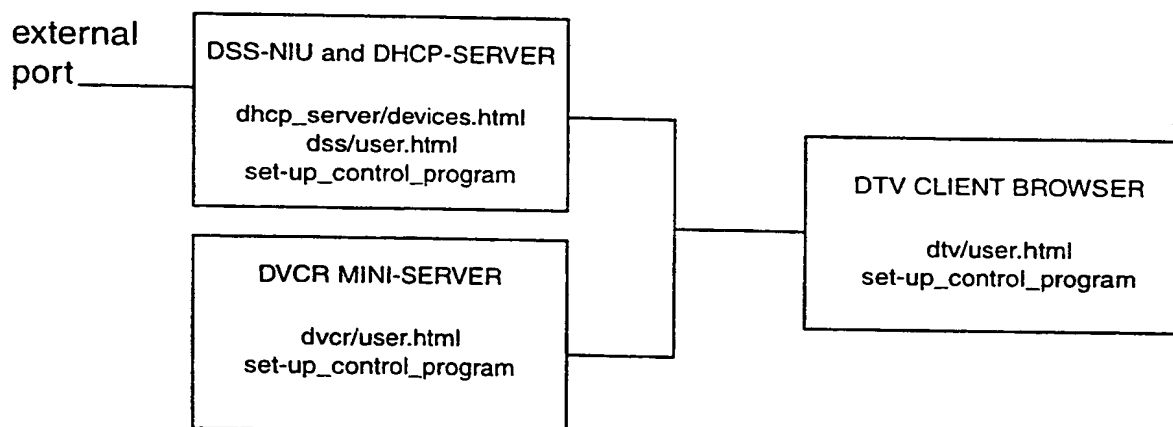 external
port
DSS-NIU and DHCP-SERVER
dhcp_server/devices.html
dss/user.html
set-up_control_program
DVCR MINI-SERVER
dvcr/user.html
set-up_control_program
DTV CLIENT BROWSER
dtv/user.html
set-up_control_program